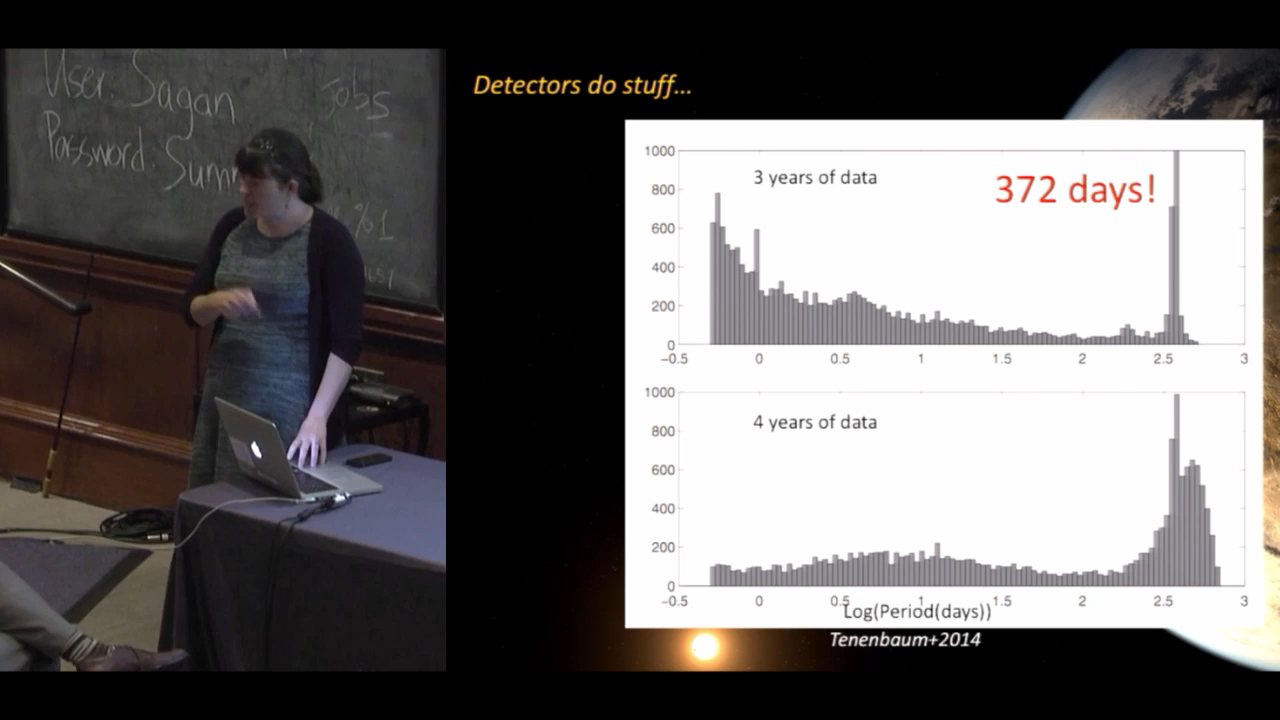 User: Sagan
Jobs
Password: Sum
%1
Detectors do stuff...
1000
3 years of data
372 days!
800
600
400
200
0
−0.5 0 0.5 1 1.5 2 2.5 3
1000
4 years of data
800
600
400
200
0
−0.5 0 0.5 1 1.5 2 2.5 3
Log(Period(days))
Tenenbaum+2014